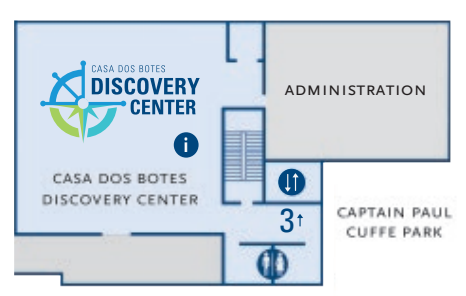 CASA DOS BOTES
DISCOVERY
CENTER
ADMINISTRATION
i
CASA DOS BOTES
DISCOVERY CENTER
CAPTAIN PAUL
CUFFE PARK
3↑